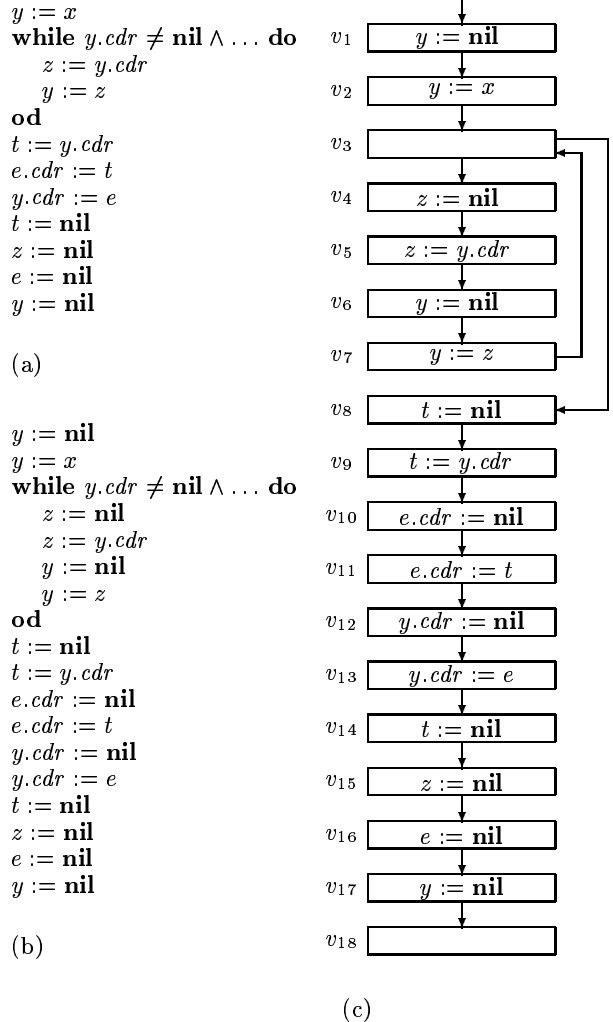 y := x
while y.cdr ≠ nil ∧ ... do
z := y.cdr
y := z
od
t := y.cdr
e.cdr := t
y.cdr := e
t := nil
z := nil
e := nil
y := nil
(a)
y := nil
y := x
while y.cdr ≠ nil ∧ ... do
z := nil
z := y.cdr
y := nil
y := z
od
t := nil
t := y.cdr
e.cdr := nil
e.cdr := t
y.cdr := nil
y.cdr := e
t := nil
z := nil
e := nil
y := nil
(b)
v1 y := nil
v2 y := x
v3
v4 z := nil
v5 z := y.cdr
v6 y := nil
v7 y := z
v8 t := nil
v9 t := y.cdr
v10 e.cdr := nil
v11 e.cdr := t
v12 y.cdr := nil
v13 y.cdr := e
v14 t := nil
v15 z := nil
v16 e := nil
v17 y := nil
v18
(c)